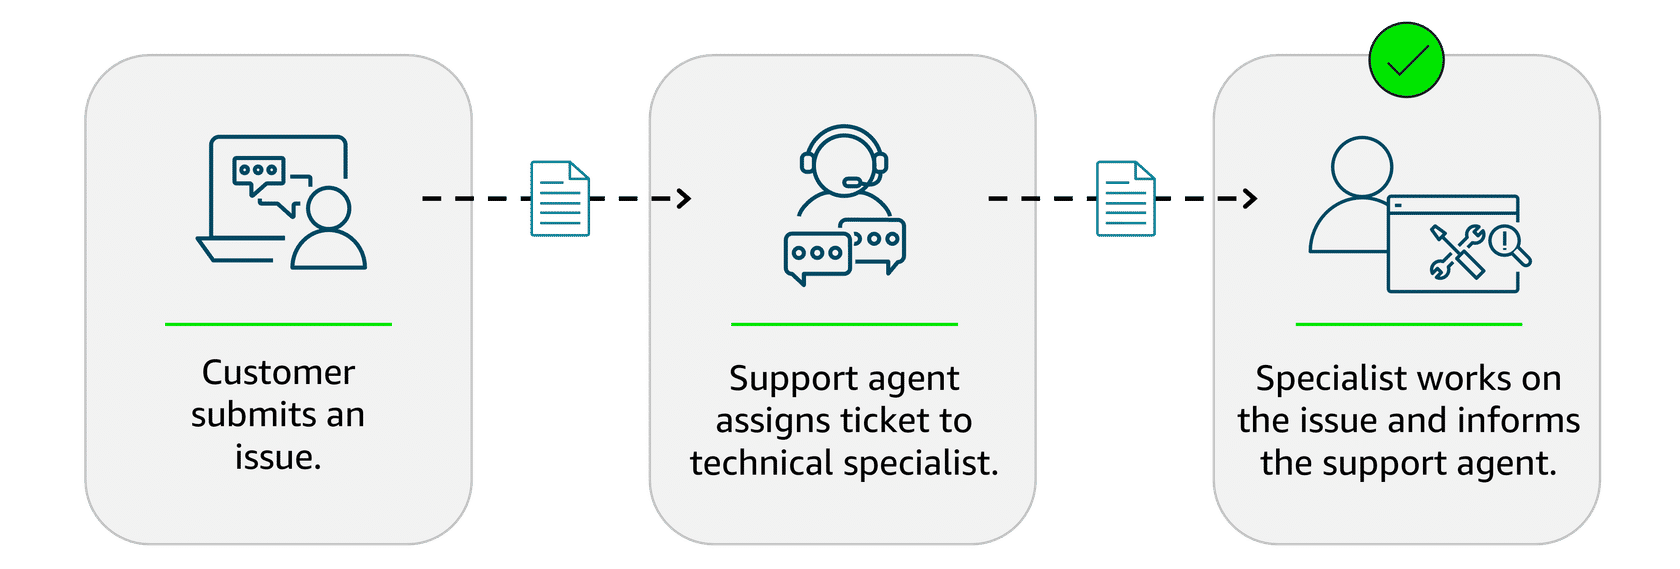 Customer
submits an
issue.
Support agent
assigns ticket to
technical specialist.
Specialist works on
the issue and informs
the support agent.